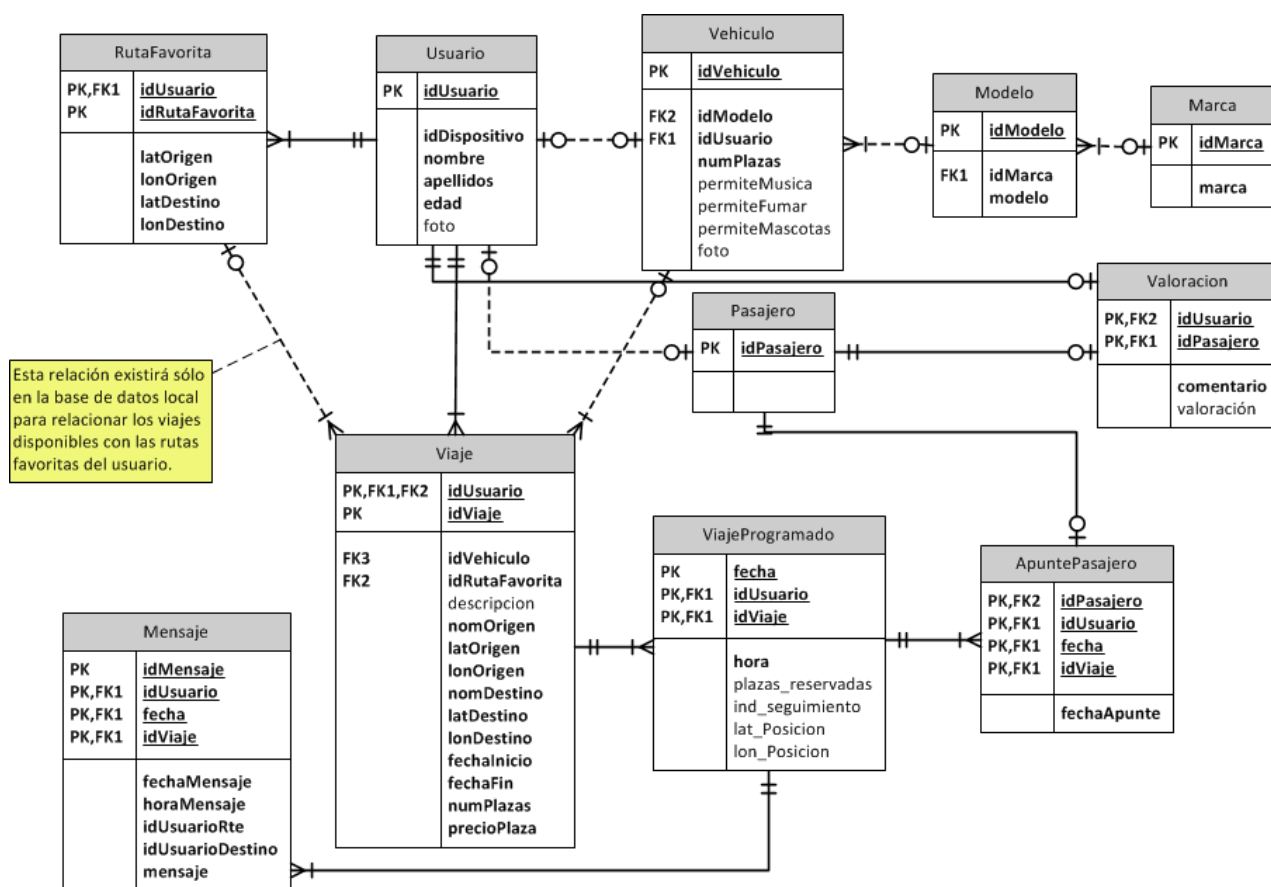 RutaFavorita
PK,FK1 idUsuario
PK idRutaFavorita
latOrigen
lonOrigen
latDestino
lonDestino
Usuario
PK idUsuario
idDispositivo
nombre
apellidos
edad
foto
Vehiculo
PK idVehiculo
FK2 idModelo
FK1 idUsuario
numPlazas
permiteMusica
permiteFumar
permiteMascotas
foto
Modelo
PK idModelo
FK1 idMarca
modelo
Marca
PK idMarca
marca
Valoracion
PK,FK2 idUsuario
PK,FK1 idPasajero
comentario
valoración
Pasajero
PK idPasajero
Esta relación existirá sólo
en la base de datos local
para relacionar los viajes
disponibles con las rutas
favoritas del usuario.
Viaje
PK,FK1,FK2 idUsuario
PK idViaje
FK3 idVehiculo
FK2 idRutaFavorita
descripcion
nomOrigen
latOrigen
lonOrigen
nomDestino
latDestino
lonDestino
fechaInicio
fechaFin
numPlazas
precioPlaza
ViajeProgramado
PK fecha
PK,FK1 idUsuario
PK,FK1 idViaje
hora
plazas_reservadas
ind_seguimiento
lat_Posicion
lon_Posicion
ApuntePasajero
PK,FK2 idPasajero
PK,FK1 idUsuario
PK,FK1 fecha
PK,FK1 idViaje
fechaApunte
Mensaje
PK idMensaje
PK,FK1 idUsuario
PK,FK1 fecha
PK,FK1 idViaje
fechaMensaje
horaMensaje
idUsuarioRte
idUsuarioDestino
mensaje